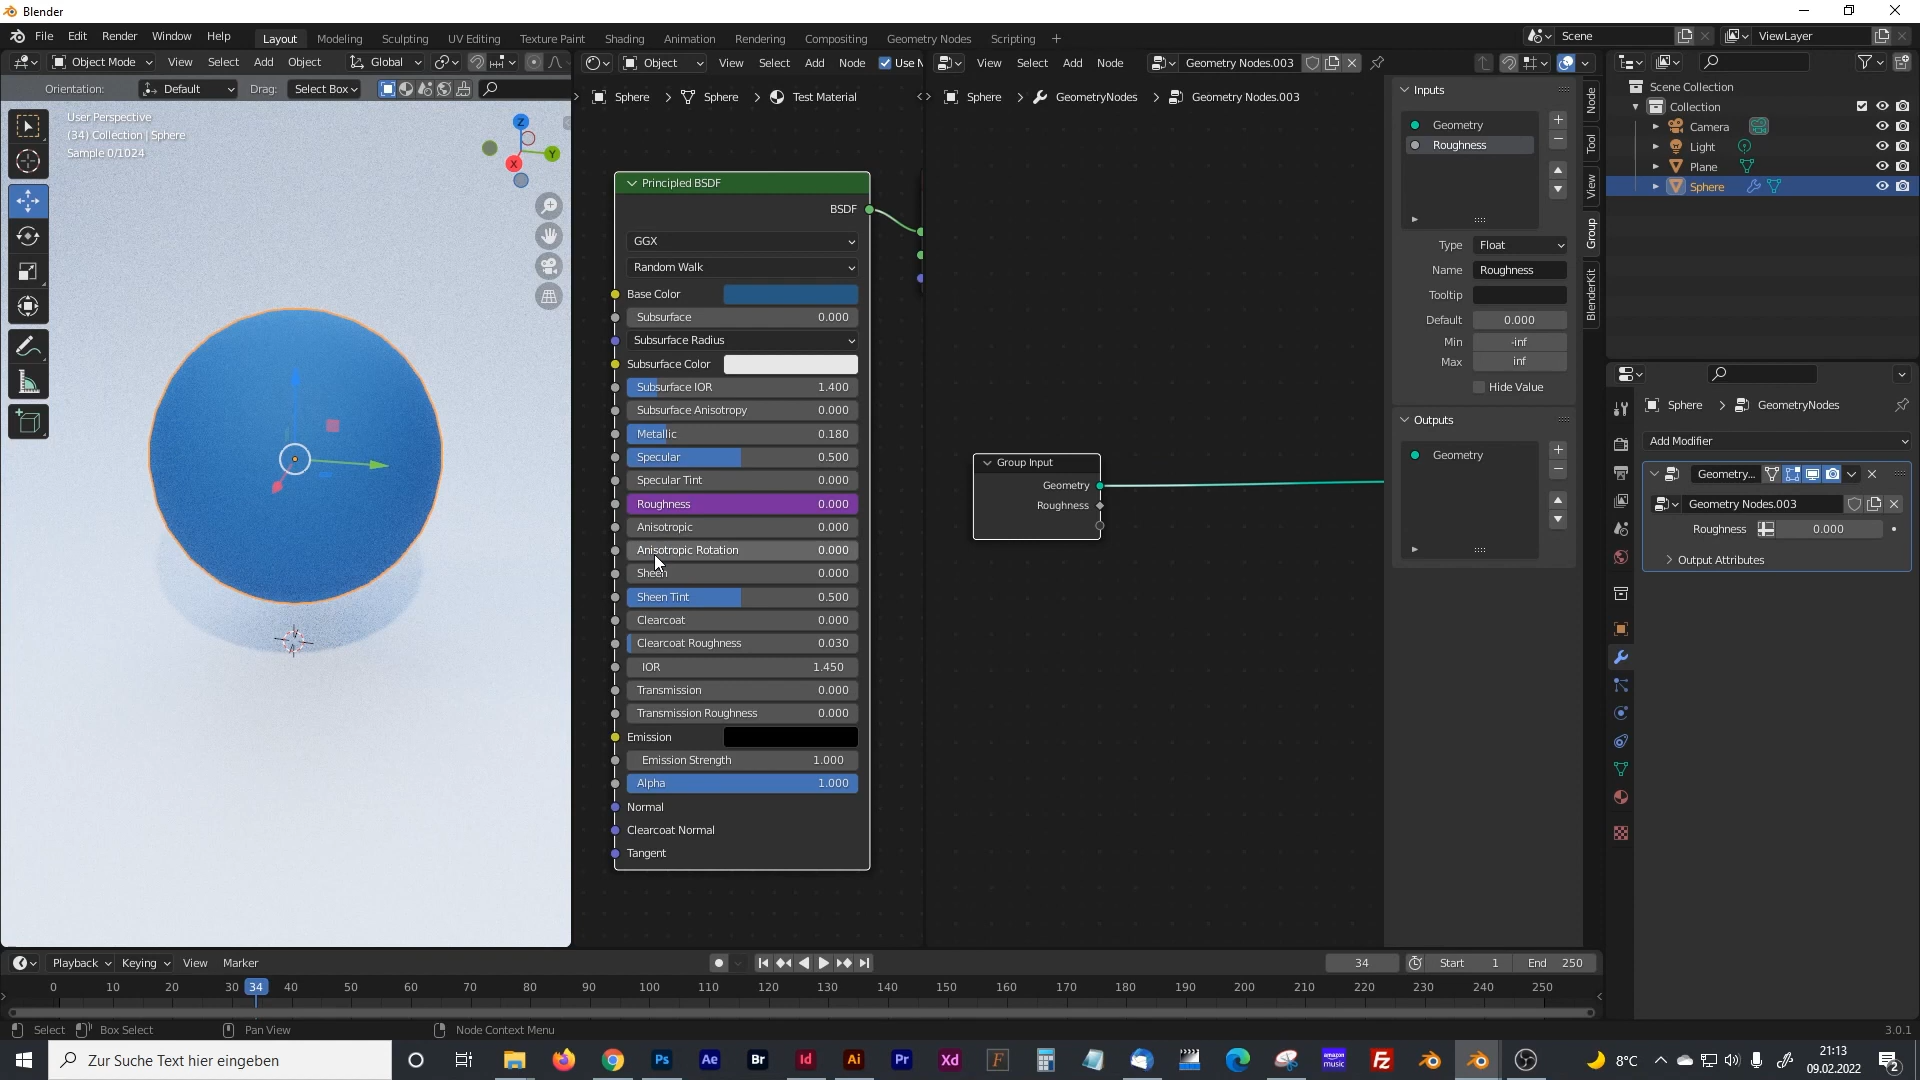 Blender
File Edit Render Window Help
Layout Modeling Sculpting UV Editing Texture Paint Shading Animation Rendering Compositing Geometry Nodes Scripting +
Scene ViewLayer
Object Mode View Select Add Object Global
Object View Select Add Node Use N
View Select Add Node Geometry Nodes.003
Orientation: Default Drag: Select Box
Sphere > Sphere > Test Material
Sphere > GeometryNodes > Geometry Nodes.003
User Perspective
(34) Collection | Sphere
Sample 0/1024
Z
Y
X
Principled BSDF
BSDF
GGX
Random Walk
Base Color
Subsurface 0.000
Subsurface Radius
Subsurface Color
Subsurface IOR 1.400
Subsurface Anisotropy 0.000
Metallic 0.180
Specular 0.500
Specular Tint 0.000
Roughness 0.000
Anisotropic 0.000
Anisotropic Rotation 0.000
Sheen 0.000
Sheen Tint 0.500
Clearcoat 0.000
Clearcoat Roughness 0.030
IOR 1.450
Transmission 0.000
Transmission Roughness 0.000
Emission
Emission Strength 1.000
Alpha 1.000
Normal
Clearcoat Normal
Tangent
Group Input
Geometry
Roughness
Inputs
Geometry
Roughness
Type Float
Name Roughness
Tooltip
Default 0.000
Min -inf
Max inf
Hide Value
Outputs
Geometry
Node
Tool
View
Group
BlenderKit
Scene Collection
Collection
Camera
Light
Plane
Sphere
Sphere > GeometryNodes
Add Modifier
Geometry...
Geometry Nodes.003
Roughness 0.000
Output Attributes
Playback Keying View Marker
34 Start 1 End 250
0 10 20 30 34 40 50 60 70 80 90 100 110 120 130 140 150 160 170 180 190 200 210 220 230 240 250
Select Box Select Pan View Node Context Menu 3.0.1
Zur Suche Text hier eingeben
Ps Ae Br Id Ai Pr Xd F amazon music Fz
8°C
21:13
09.02.2022
2